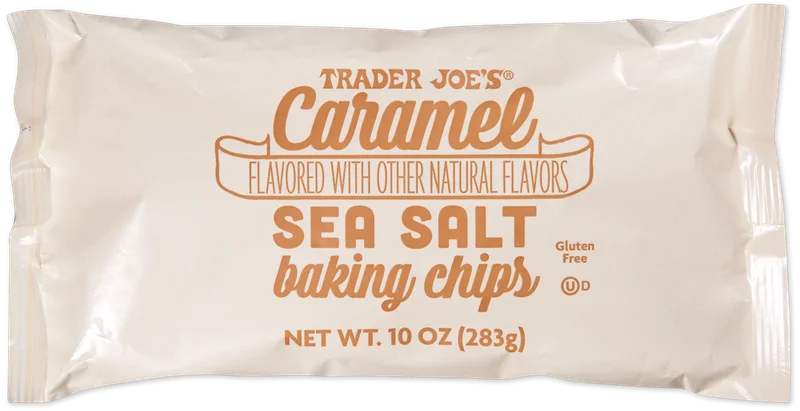 TRADER JOE'S®
Caramel
FLAVORED WITH OTHER NATURAL FLAVORS
SEA SALT
baking chips
Gluten
Free
Ⓤ D
NET WT. 10 OZ (283g)